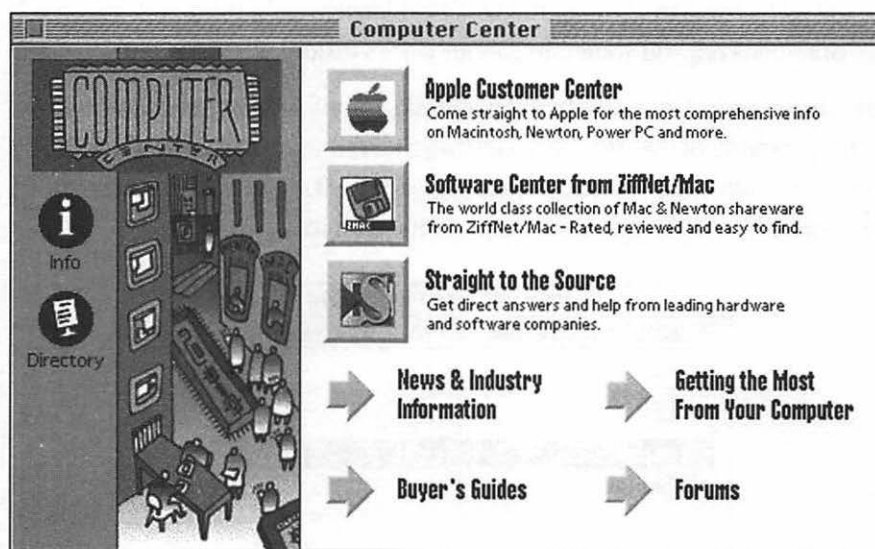 Computer Center
COMPUTER
CENTER
Info
Directory
Apple Customer Center
Come straight to Apple for the most comprehensive info
on Macintosh, Newton, Power PC and more.
Software Center from ZiffNet/Mac
The world class collection of Mac & Newton shareware
from ZiffNet/Mac - Rated, reviewed and easy to find.
ZMAC
Straight to the Source
Get direct answers and help from leading hardware
and software companies.
News & Industry
Information
Getting the Most
From Your Computer
Buyer's Guides
Forums